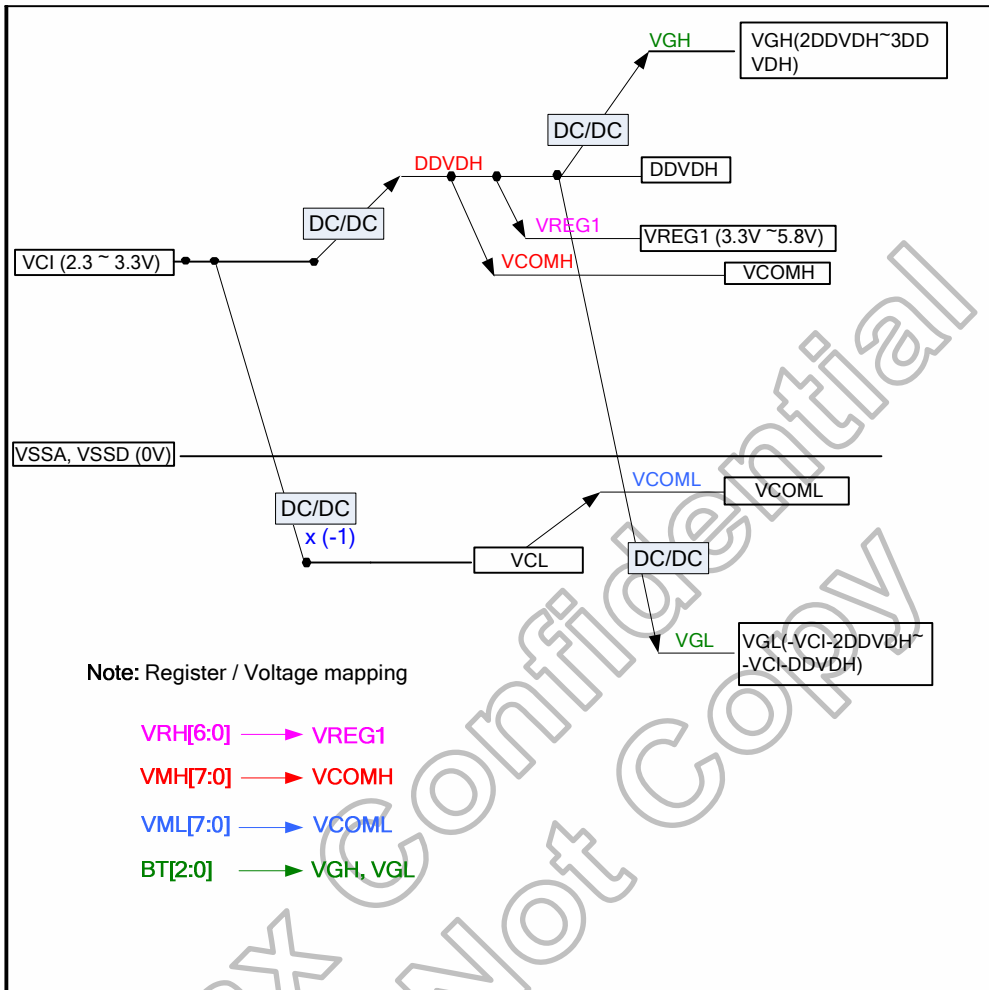 VGH
VGH(2DDVDH~3DD
VDH)
DC/DC
DDVDH
DDVDH
DC/DC
VREG1
VREG1 (3.3V ~5.8V)
VCI (2.3 ~ 3.3V)
VCOMH
VCOMH
VSSA, VSSD (0V)
VCOML
VCOML
DC/DC
x (-1)
VCL
DC/DC
VGL
VGL(-VCI-2DDVDH~
-VCI-DDVDH)
Note: Register / Voltage mapping
VRH[6:0] VREG1
VMH[7:0] VCOMH
VML[7:0] VCOML
BT[2:0] VGH, VGL
Confidential
Not Copy